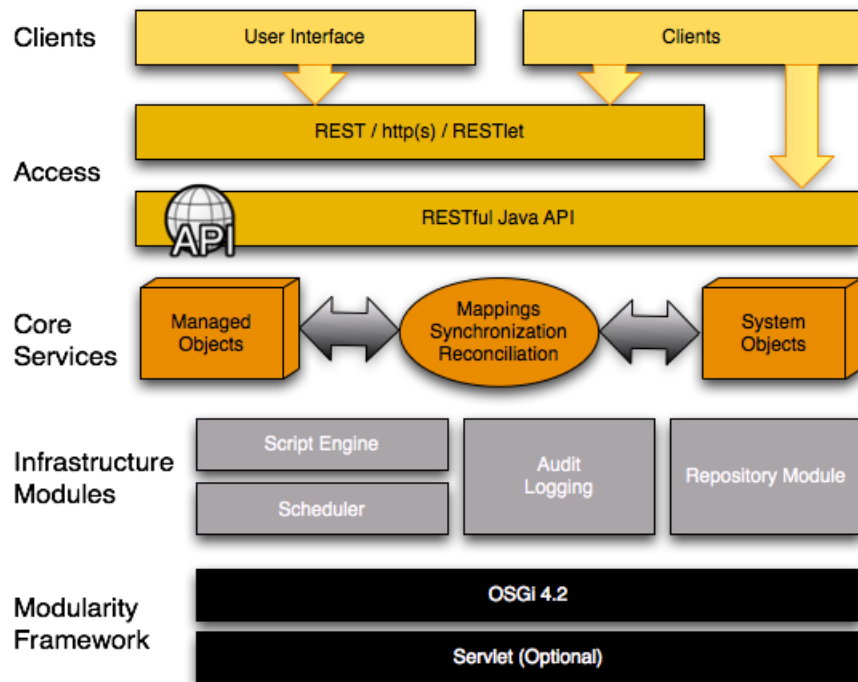 Clients
User Interface
Clients
REST / http(s) / RESTlet
Access
RESTful Java API
API
Core
Services
Managed
Objects
Mappings
Synchronization
Reconciliation
System
Objects
Infrastructure
Modules
Script Engine
Scheduler
Audit
Logging
Repository Module
Modularity
Framework
OSGi 4.2
Servlet (Optional)